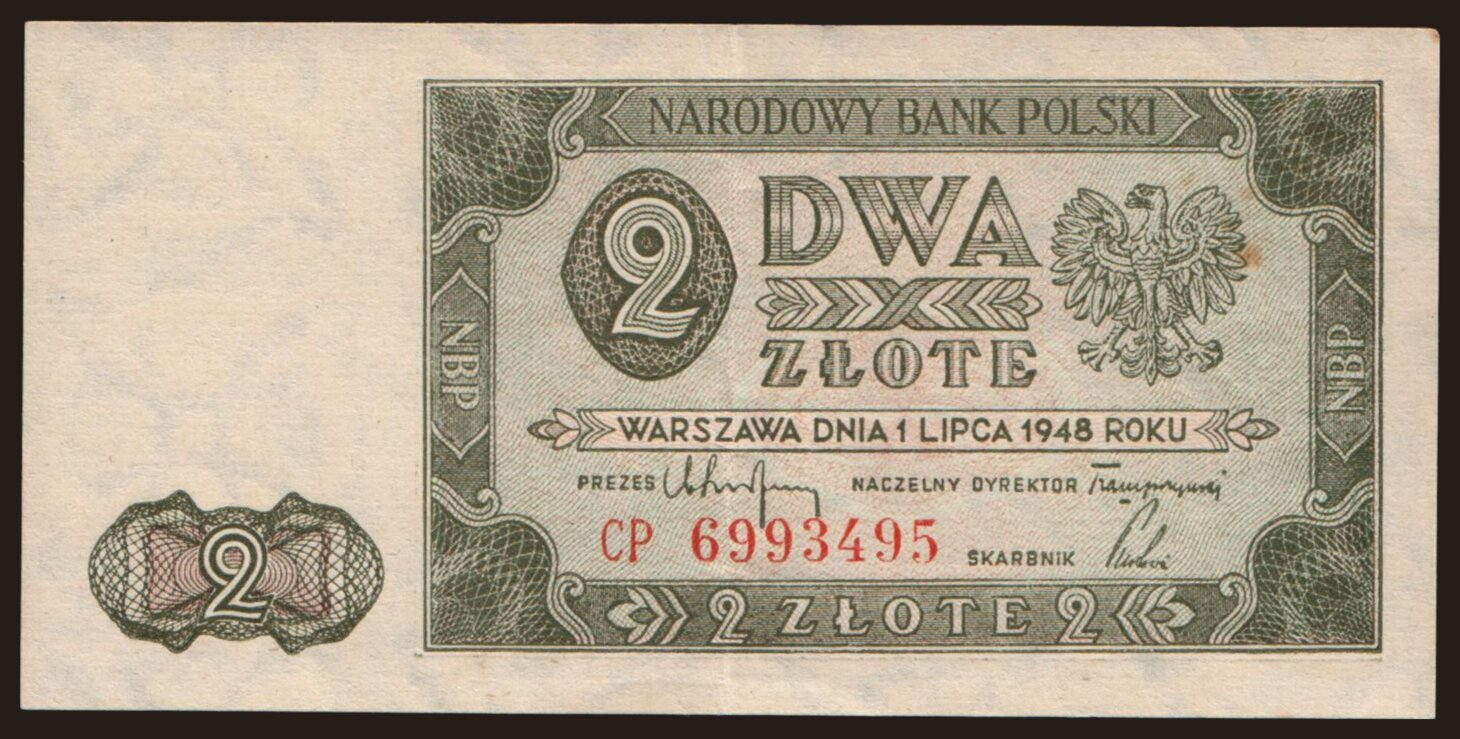 NARODOWY BANK POLSKI
2
DWA
ZŁOTE
NBP
NBP
WARSZAWA DNIA 1 LIPCA 1948 ROKU
PREZES NACZELNY DYREKTOR
CP 6993495 SKARBNIK
2
2 ZŁOTE 2